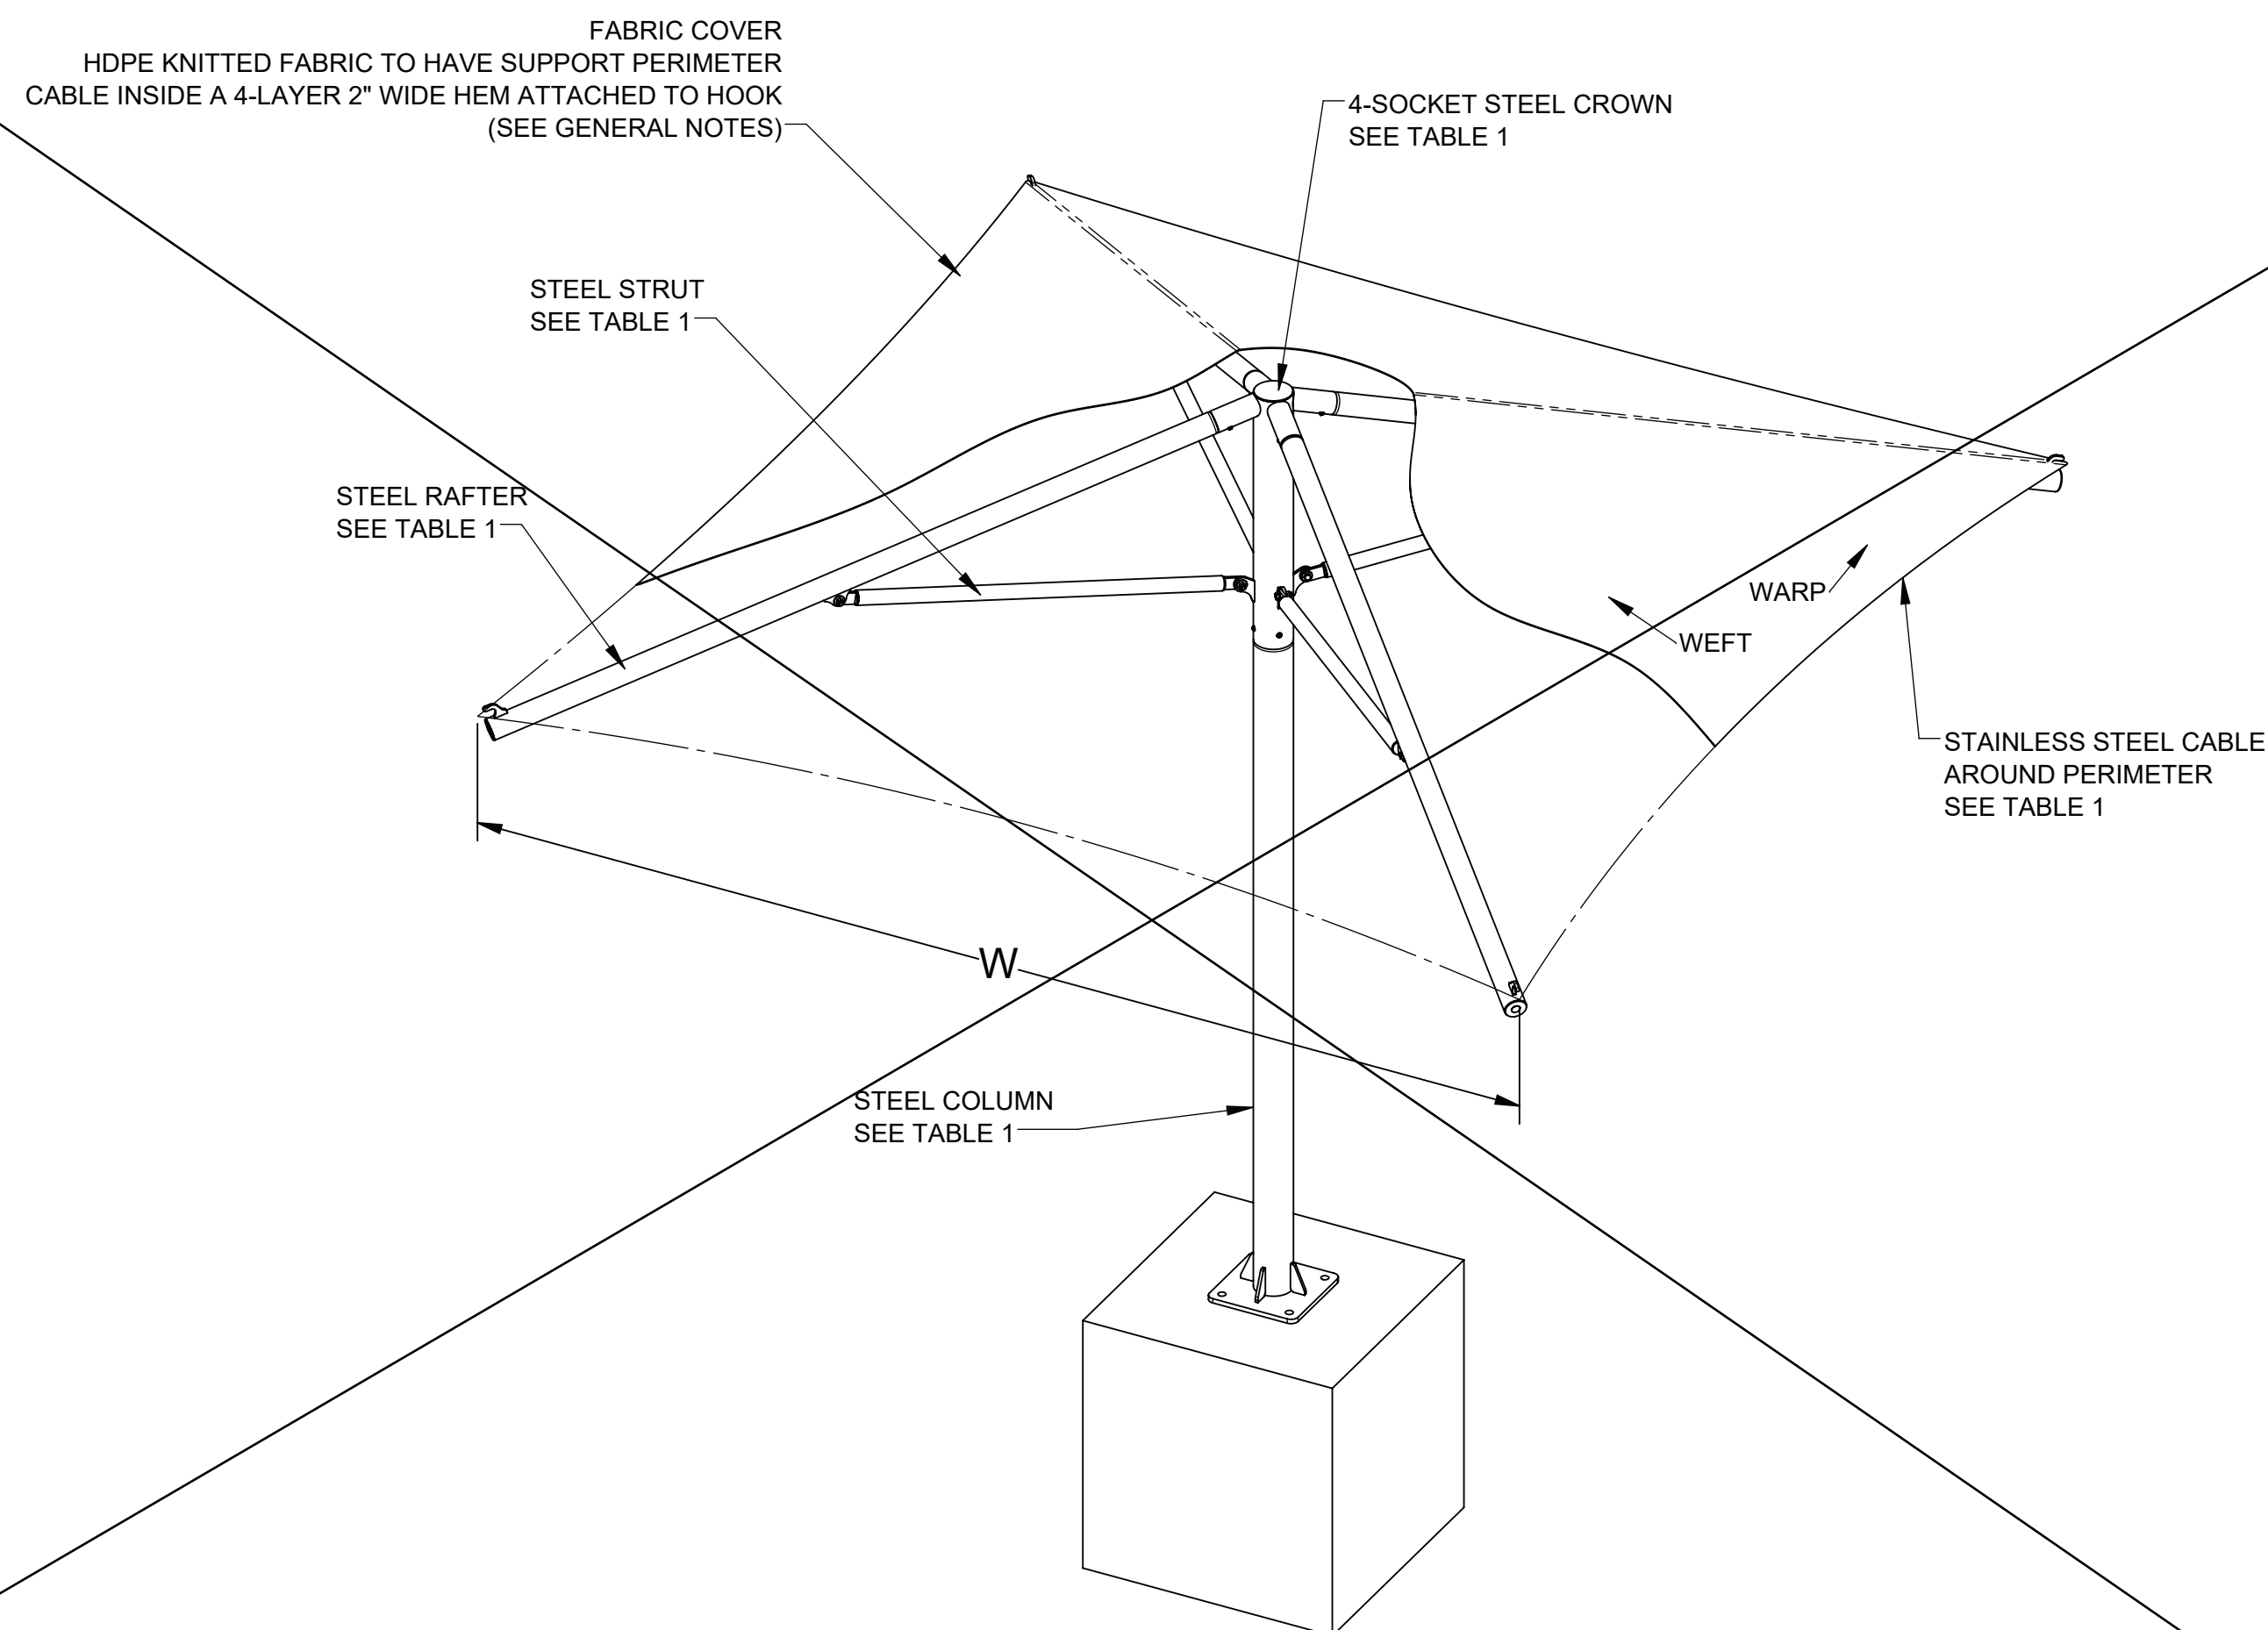 FABRIC COVER
HDPE KNITTED FABRIC TO HAVE SUPPORT PERIMETER
CABLE INSIDE A 4-LAYER 2" WIDE HEM ATTACHED TO HOOK
(SEE GENERAL NOTES)
4-SOCKET STEEL CROWN
SEE TABLE 1
STEEL STRUT
SEE TABLE 1
STEEL RAFTER
SEE TABLE 1
WARP
WEFT
STAINLESS STEEL CABLE
AROUND PERIMETER
SEE TABLE 1
W
STEEL COLUMN
SEE TABLE 1